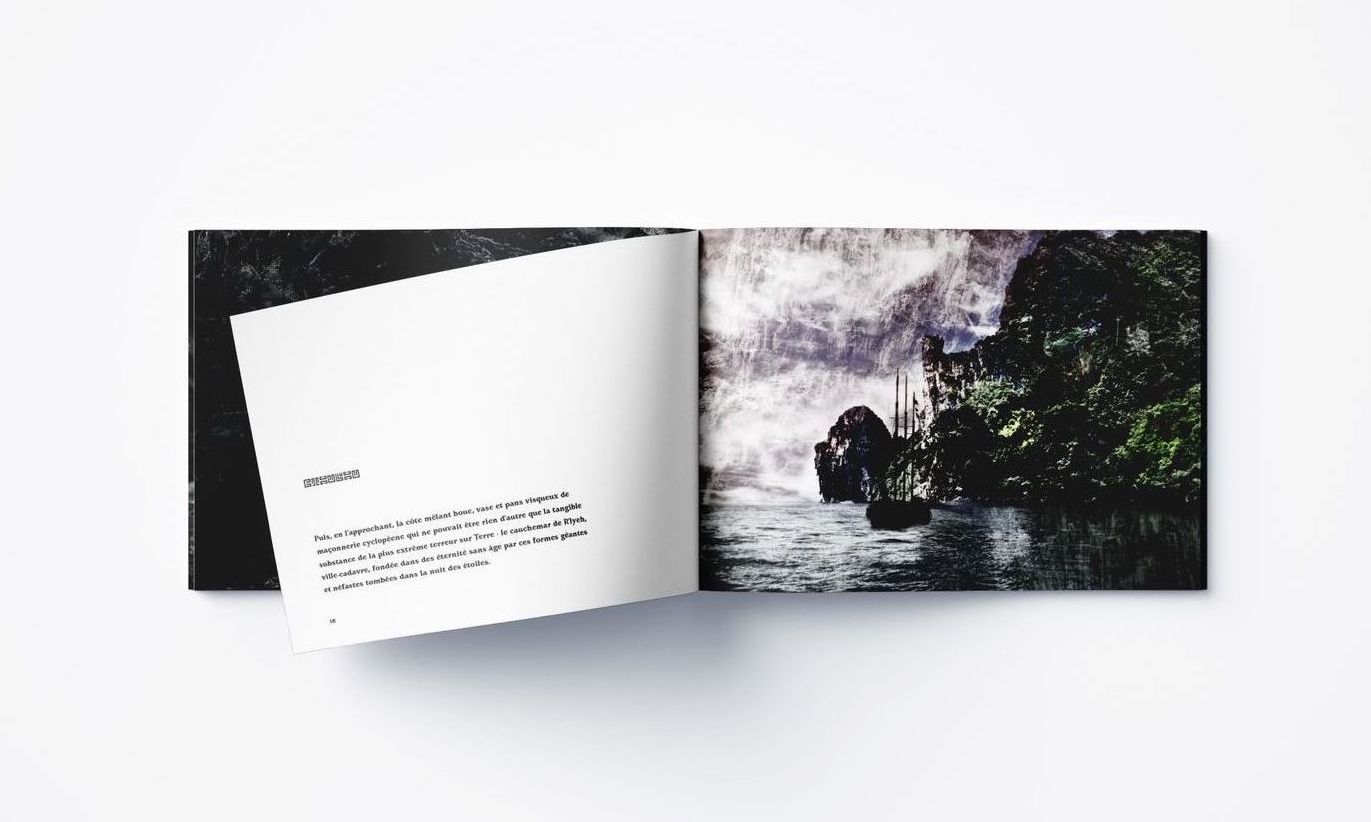 Puis, en l'approchant, la côte mêlant boue, vase et pans visqueux de
maçonnerie cyclopéene qui ne pouvait être rien d'autre que la tangible
substance de la plus extrême terreur sur Terre - le cauchemar de R'lyeh,
ville-cadavre, fondée dans des éternité sans âge par ces formes géantes
et néfastes tombées dans la nuit des étoiles.
18